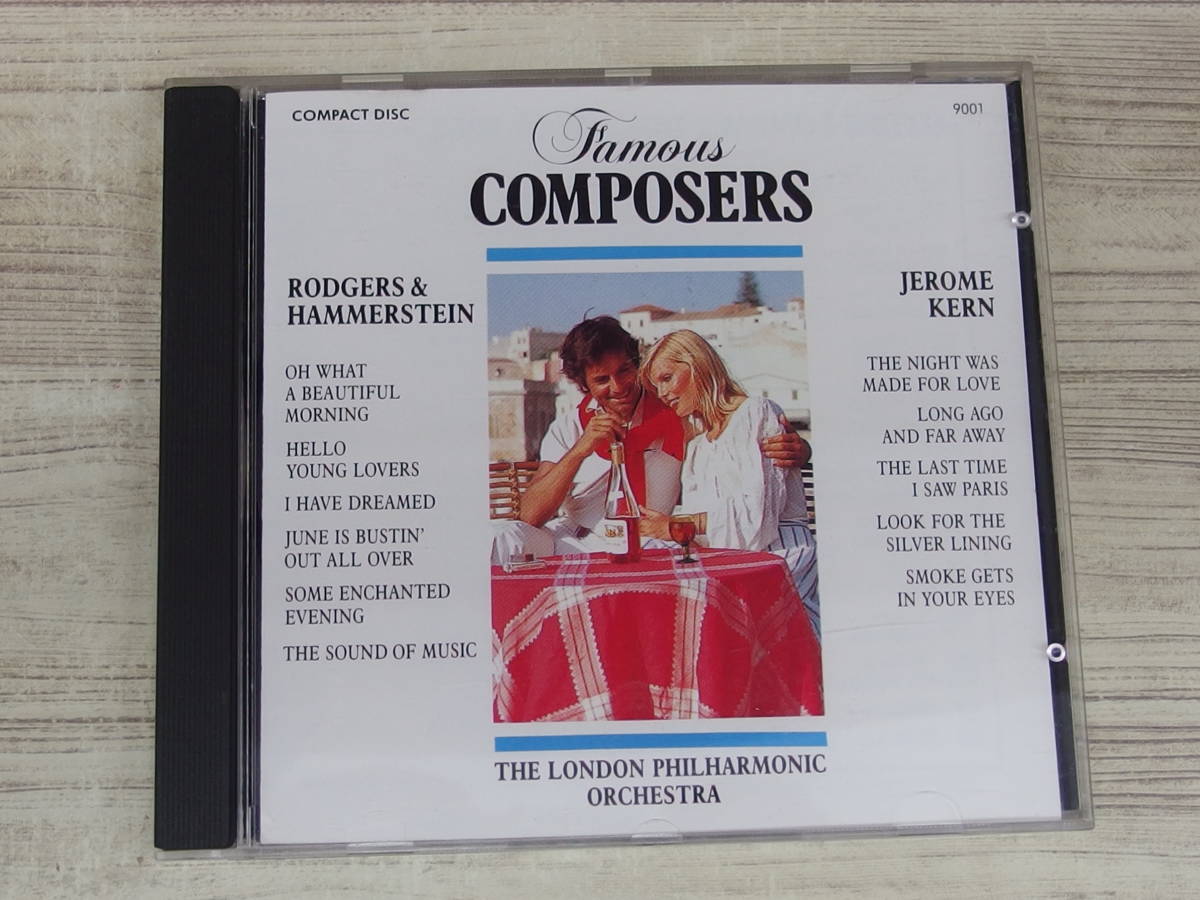 COMPACT DISC
9001
Famous
COMPOSERS
RODGERS &
HAMMERSTEIN
OH WHAT
A BEAUTIFUL
MORNING
HELLO
YOUNG LOVERS
I HAVE DREAMED
JUNE IS BUSTIN'
OUT ALL OVER
SOME ENCHANTED
EVENING
THE SOUND OF MUSIC
JEROME
KERN
THE NIGHT WAS
MADE FOR LOVE
LONG AGO
AND FAR AWAY
THE LAST TIME
I SAW PARIS
LOOK FOR THE
SILVER LINING
SMOKE GETS
IN YOUR EYES
THE LONDON PHILHARMONIC
ORCHESTRA